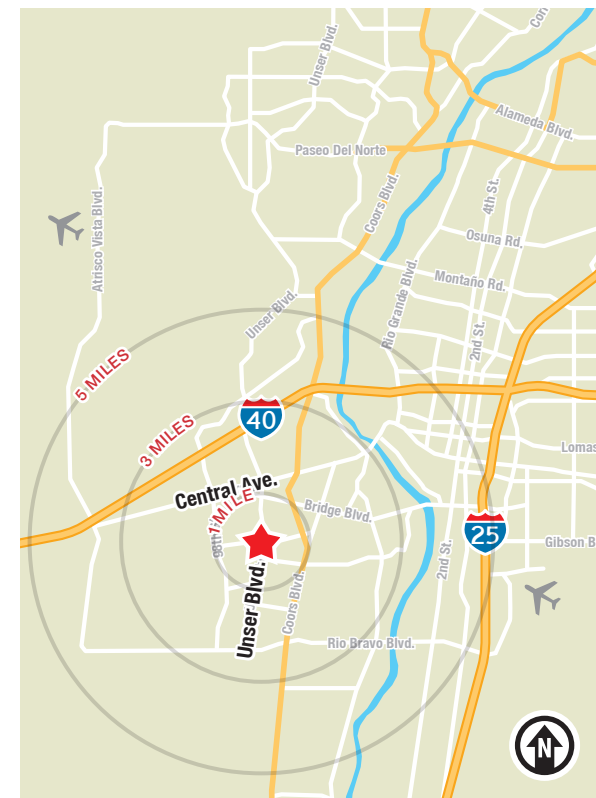 Cor
Unser Blvd.
Alameda Blvd.
Paseo Del Norte
Coors Blvd.
4th St.
Atrisco Vista Blvd.
Osuna Rd.
Montaño Rd.
Rio Grande Blvd.
Unser Blvd.
2nd St.
5 MILES
40
3 MILES
Lomas
Central Ave.
1 MILE
98th
Bridge Blvd.
25
Gibson B
2nd St.
Unser Blvd.
Coors Blvd.
Rio Bravo Blvd.
N